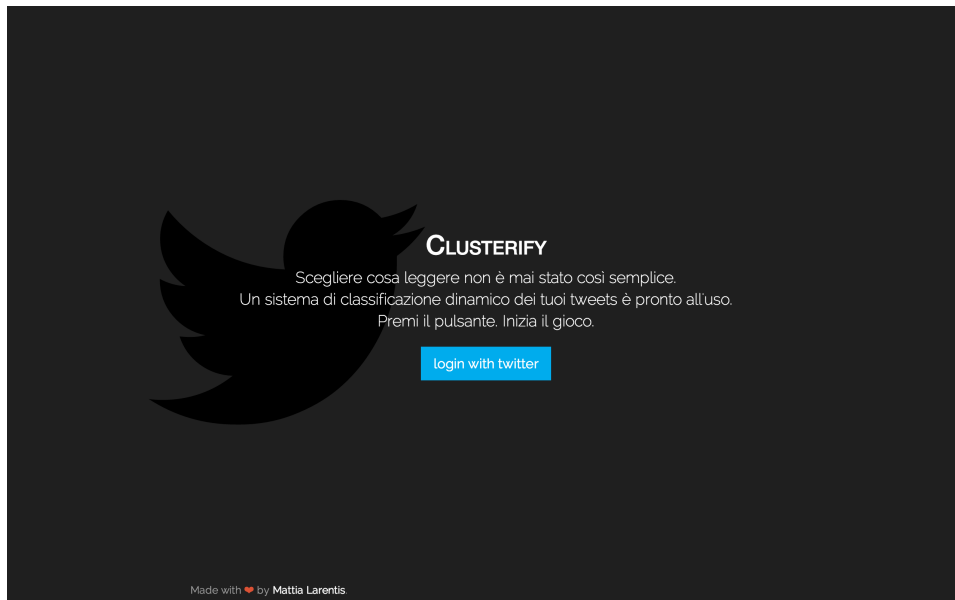 Clusterify
Scegliere cosa leggere non è mai stato così semplice.
Un sistema di classificazione dinamico dei tuoi tweets è pronto all'uso.
Premi il pulsante. Inizia il gioco.
login with twitter
Made with ❤ by Mattia Larentis.